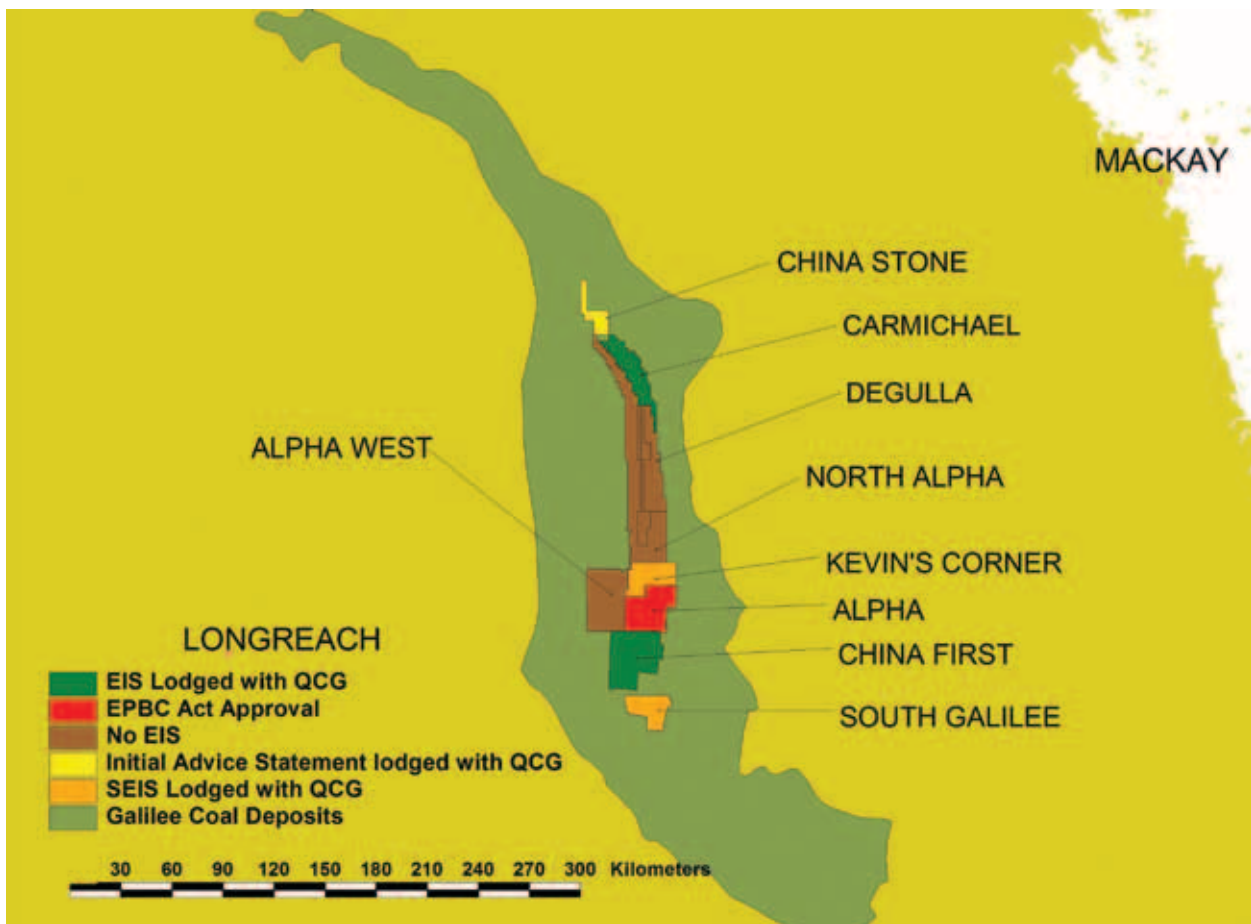 MACKAY
CHINA STONE
CARMICHAEL
DEGULLA
ALPHA WEST
NORTH ALPHA
KEVIN'S CORNER
ALPHA
CHINA FIRST
SOUTH GALILEE
LONGREACH
EIS Lodged with QCG
EPBC Act Approval
No EIS
Initial Advice Statement lodged with QCG
SEIS Lodged with QCG
Galilee Coal Deposits
30 60 90 120 150 180 210 240 270 300 Kilometers